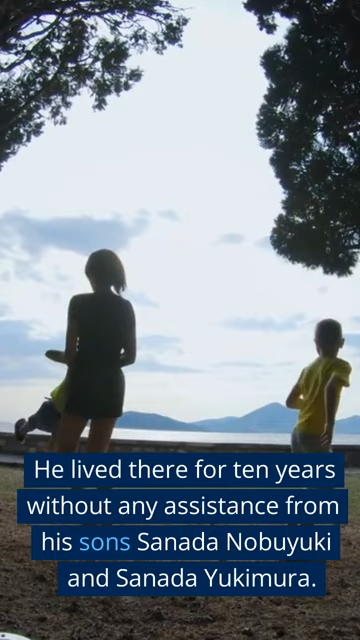 He lived there for ten years
without any assistance from
his sons Sanada Nobuyuki
and Sanada Yukimura.